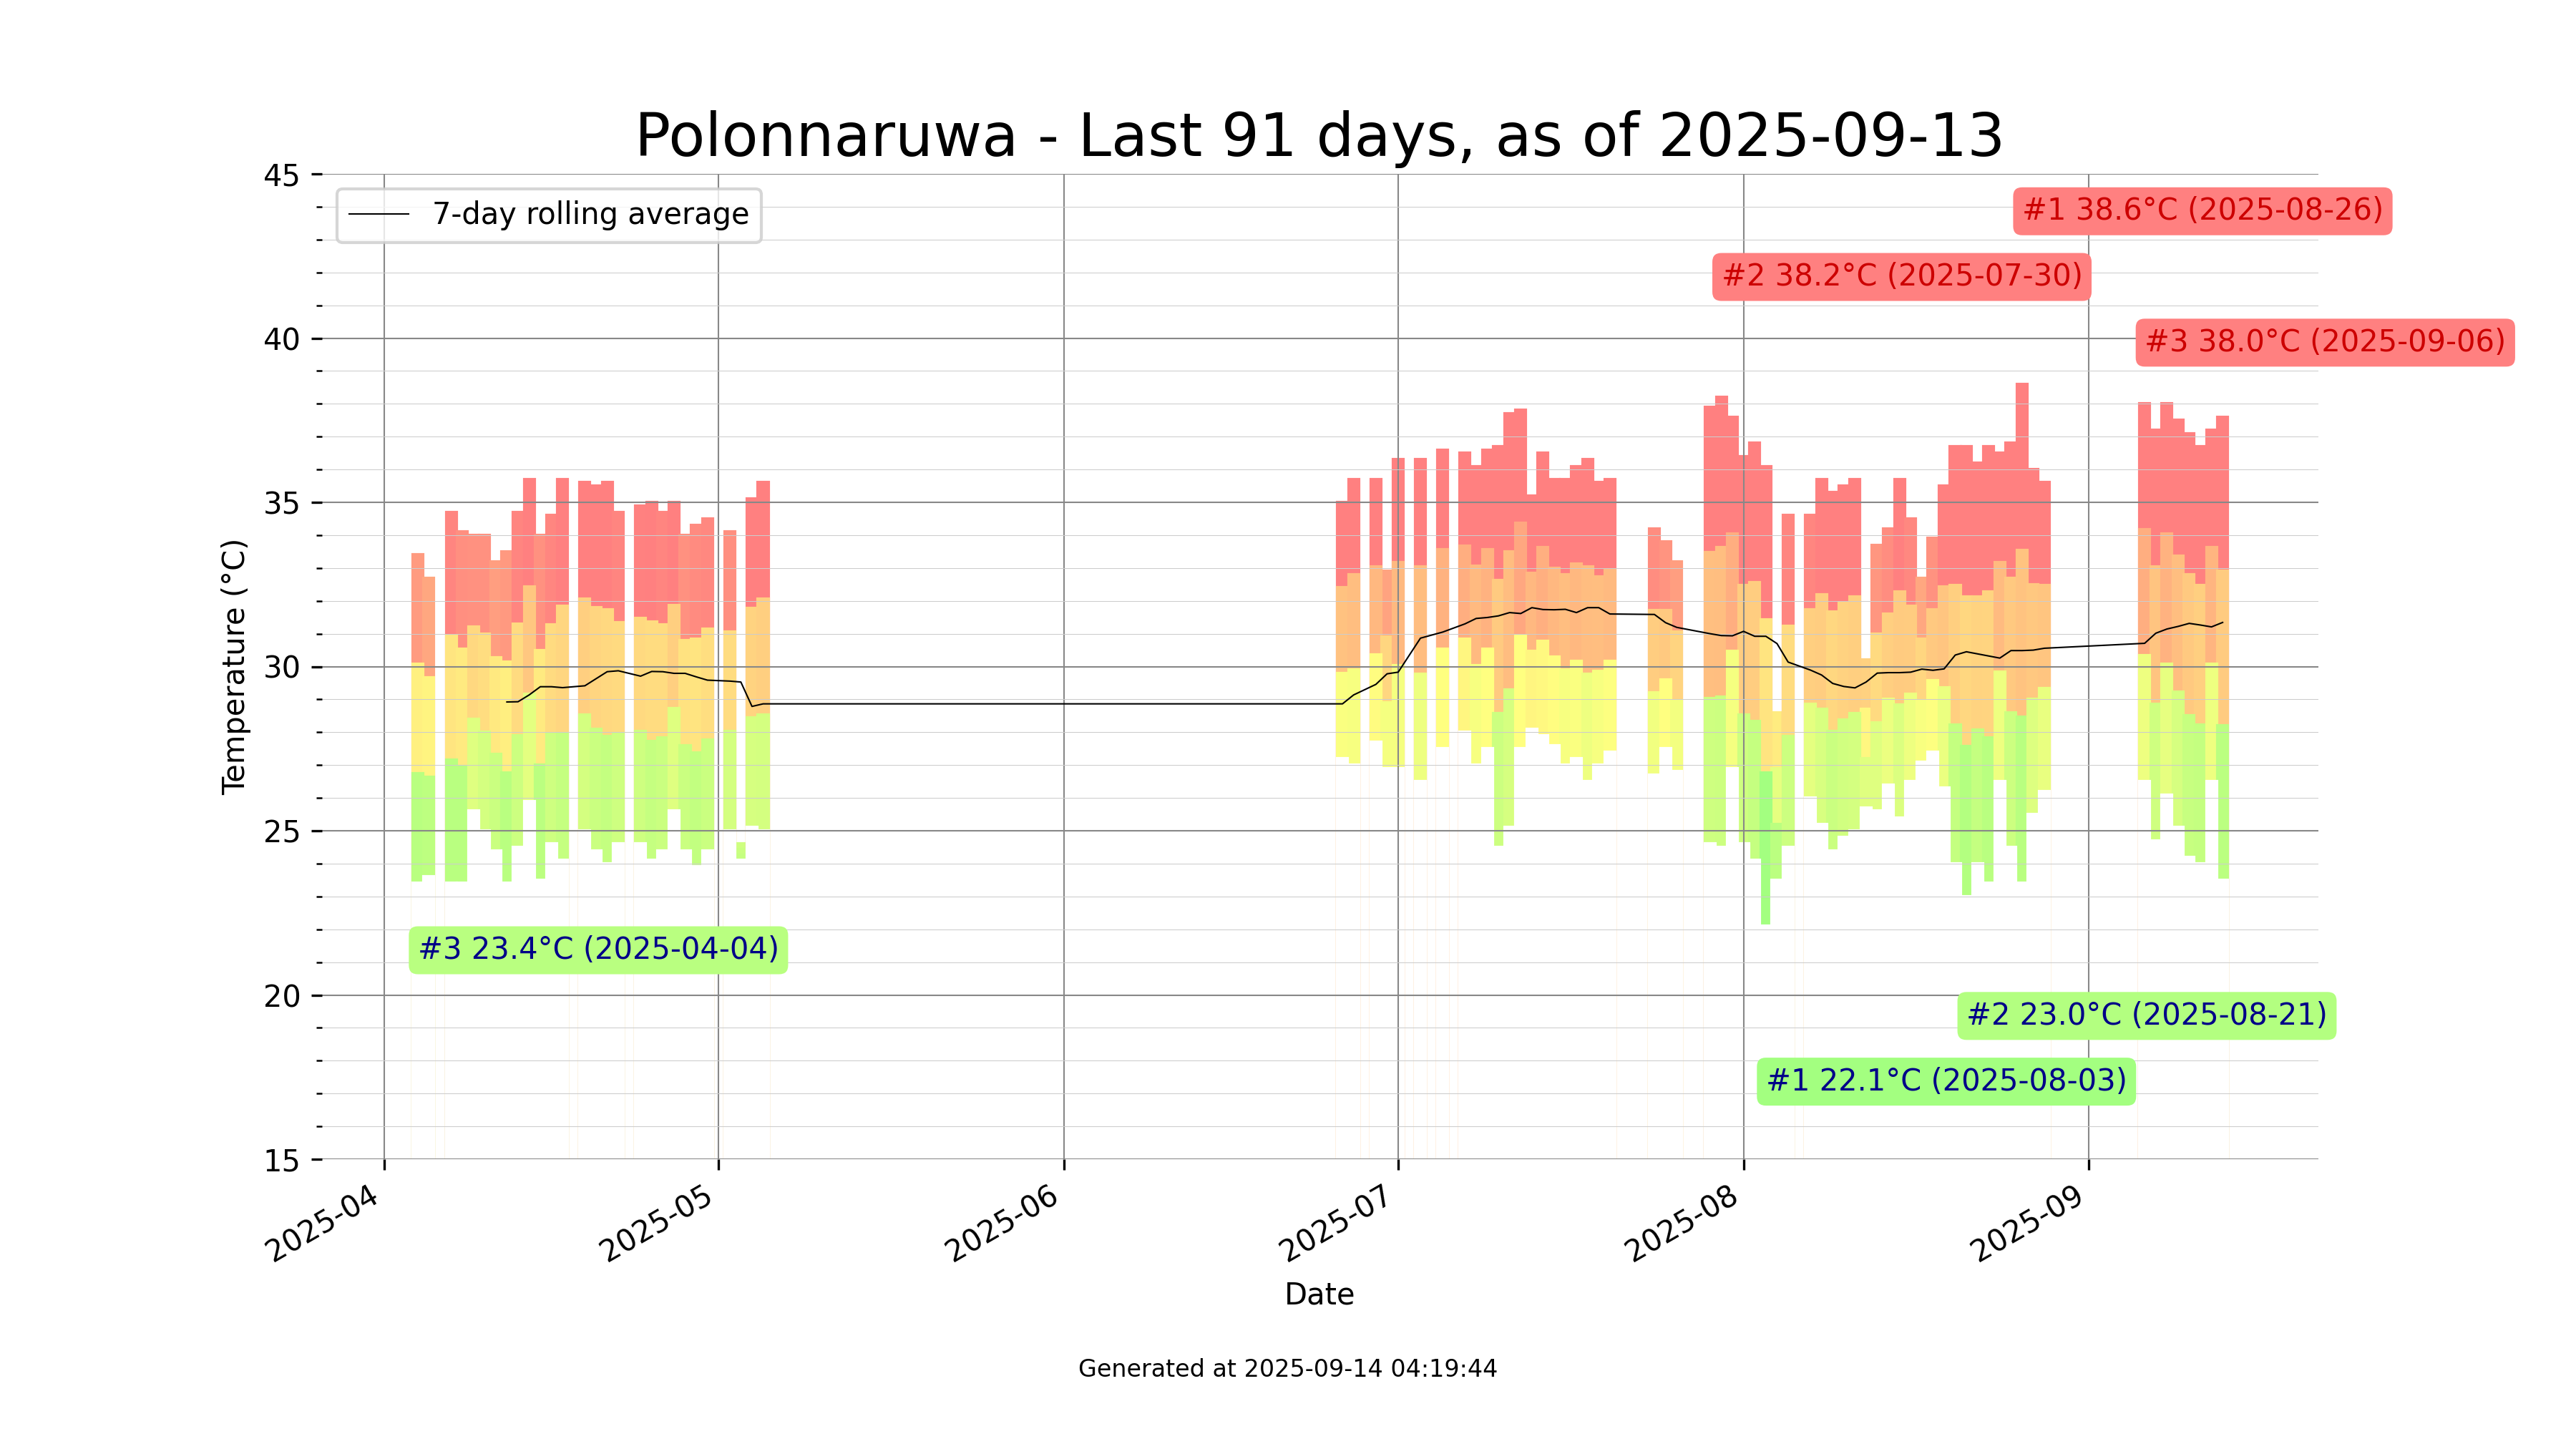 Polonnaruwa - Last 91 days, as of 2025-09-13
45
7-day rolling average
#1 38.6°C (2025-08-26)
#2 38.2°C (2025-07-30)
40
#3 38.0°C (2025-09-06)
35
Temperature (°C)
30
25
#3 23.4°C (2025-04-04)
20
#2 23.0°C (2025-08-21)
#1 22.1°C (2025-08-03)
15
2025-04
2025-05
2025-06
2025-07
2025-08
2025-09
Date
Generated at 2025-09-14 04:19:44